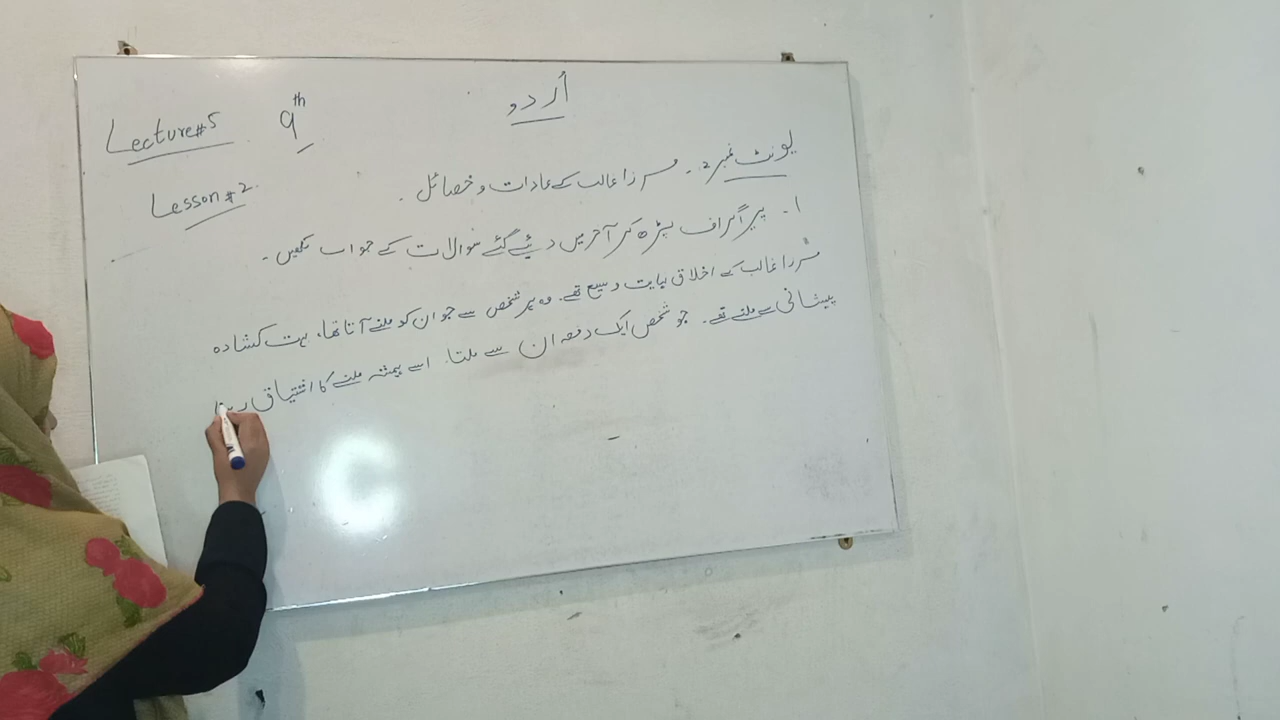 اُردو
Lecture#5 9th
Lesson#2.
یونٹ نمبر 2۔ مرزا غالب کے عادات و خصائل۔
1۔ پیراگراف پڑھ کر آخر میں دیئے گئے سوالات کے جواب لکھیں۔
مرزا غالب کے اخلاق نہایت وسیع تھے۔ وہ ہر شخص سے جو ان کو ملنے آتا تھا، بہت کشادہ
پیشانی سے ملتے تھے۔ جو شخص ایک دفعہ ان سے ملتا۔ اسے ہمیشہ ملنے کا اشتیاق رہتا